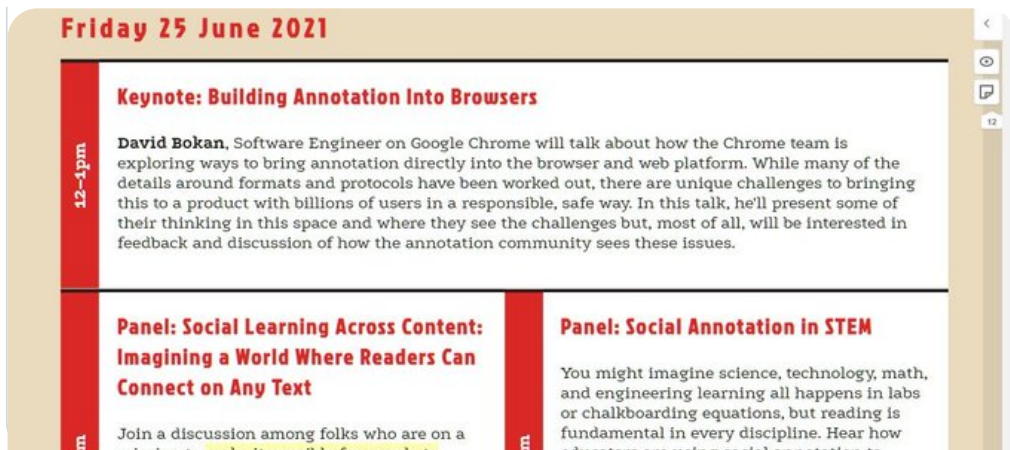 Friday 25 June 2021
12–1pm
Keynote: Building Annotation Into Browsers
David Bokan, Software Engineer on Google Chrome will talk about how the Chrome team is
exploring ways to bring annotation directly into the browser and web platform. While many of the
details around formats and protocols have been worked out, there are unique challenges to bringing
this to a product with billions of users in a responsible, safe way. In this talk, he'll present some of
their thinking in this space and where they see the challenges but, most of all, will be interested in
feedback and discussion of how the annotation community sees these issues.
Panel: Social Learning Across Content:
Imagining a World Where Readers Can
Connect on Any Text
Join a discussion among folks who are on a
Panel: Social Annotation in STEM
You might imagine science, technology, math,
and engineering learning all happens in labs
or chalkboarding equations, but reading is
fundamental in every discipline. Hear how
12